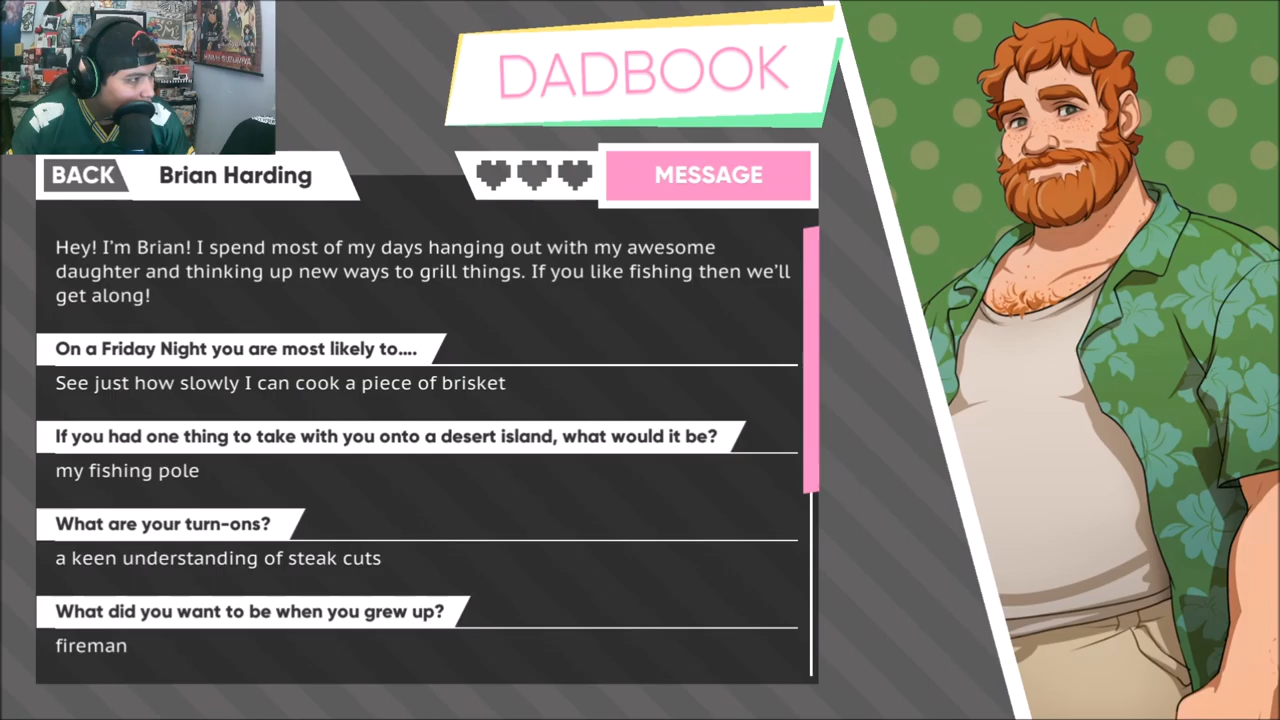 DADBOOK
BACK
Brian Harding
MESSAGE
Hey! I'm Brian! I spend most of my days hanging out with my awesome
daughter and thinking up new ways to grill things. If you like fishing then we'll
get along!
On a Friday Night you are most likely to....
See just how slowly I can cook a piece of brisket
If you had one thing to take with you onto a desert island, what would it be?
my fishing pole
What are your turn-ons?
a keen understanding of steak cuts
What did you want to be when you grew up?
fireman